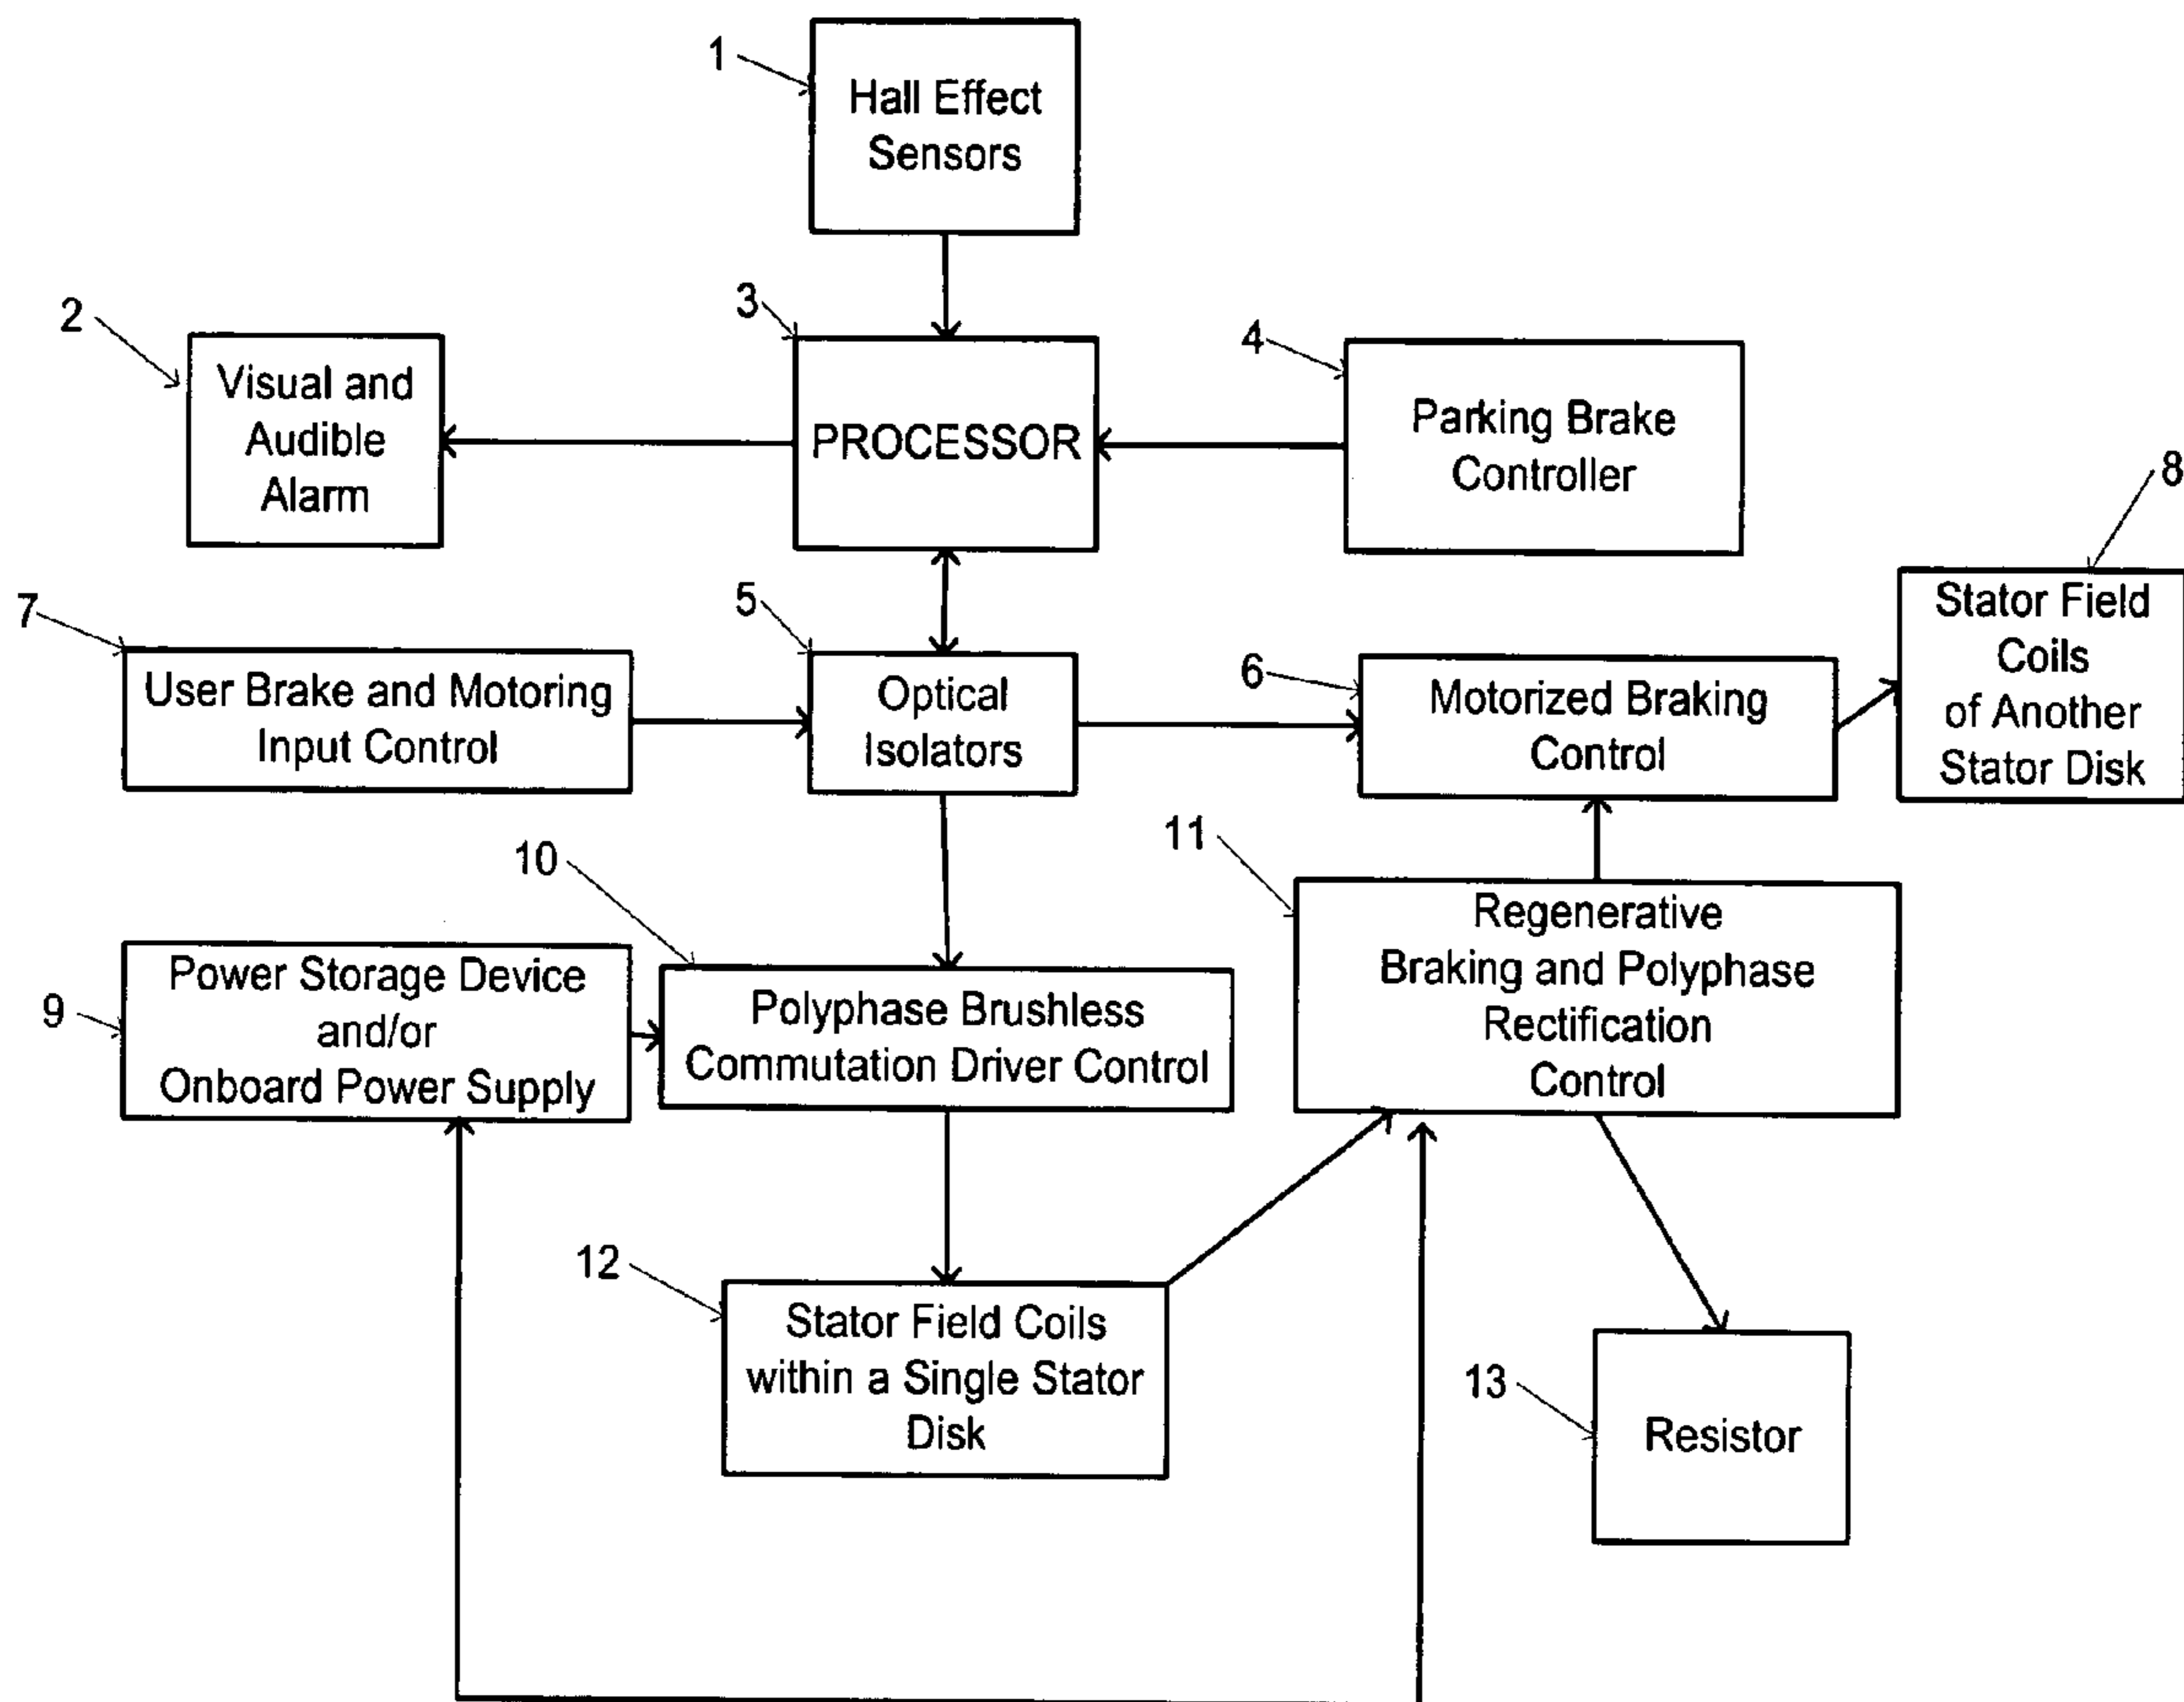 1
Hall Effect
Sensors
2
Visual and
Audible
Alarm
3
PROCESSOR
4
Parking Brake
Controller
7
User Brake and Motoring
Input Control
5
Optical
Isolators
6
Motorized Braking
Control
8
Stator Field
Coils
of Another
Stator Disk
9
Power Storage Device
and/or
Onboard Power Supply
10
Polyphase Brushless
Commutation Driver Control
11
Regenerative
Braking and Polyphase
Rectification
Control
12
Stator Field Coils
within a Single Stator
Disk
13
Resistor